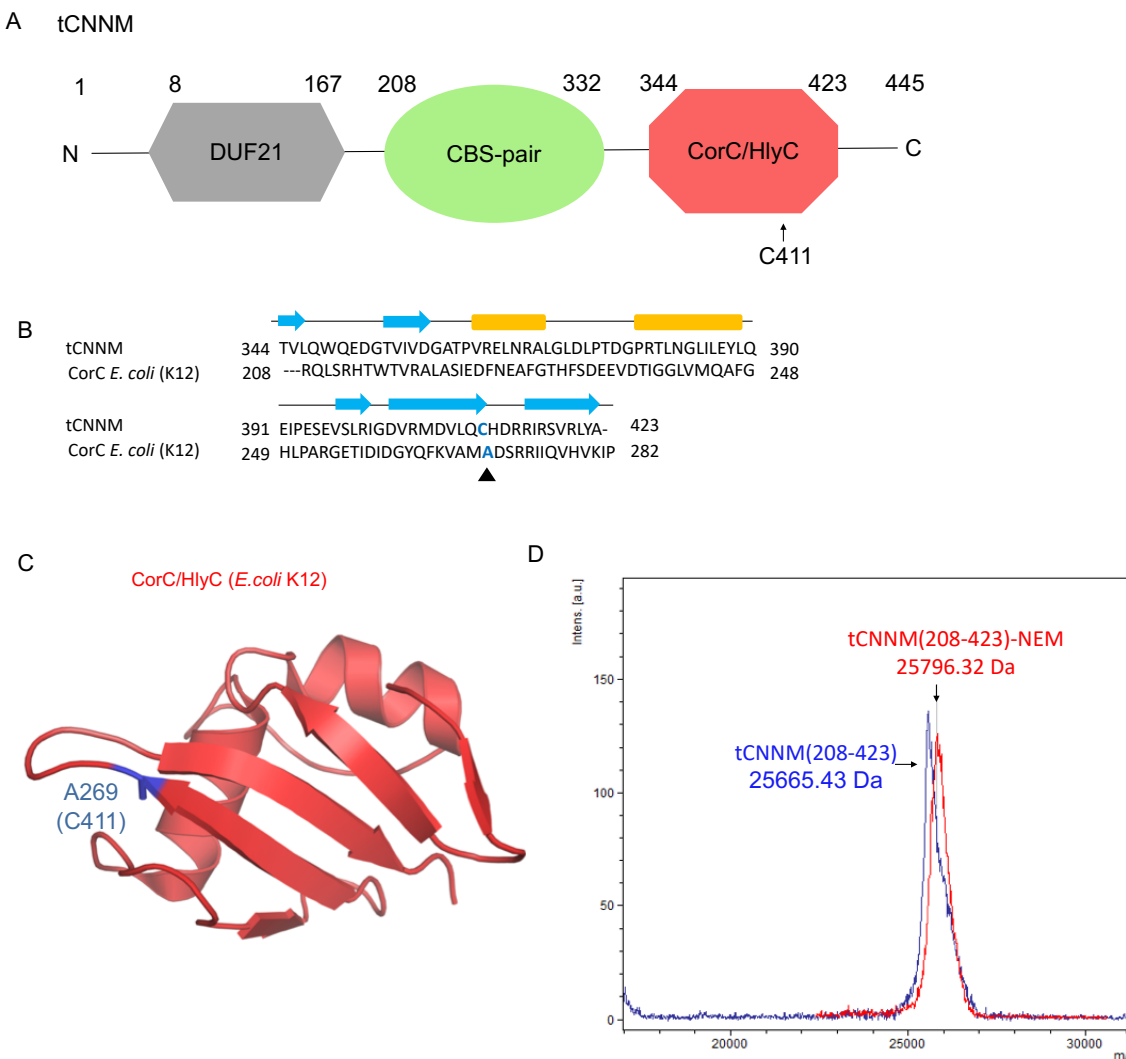 A tCNNM
1 8 167 208 332 344 423 445
N DUF21 CBS-pair CorC/HlyC C
C411
B
tCNNM 344 TVLQWQEDGTVIVDGATPVRELNRALGLDLPTDGPRTLNGLILEYLQ 390
CorC E. coli (K12) 208 ---RQLSRHTWTVRALASIEDFNEAFGTHFSDEEVDTIGGLVMQAFG 248
tCNNM 391 EIPESEVSLRIGDVRMDVLQCHDRRIRSVRLYA- 423
CorC E. coli (K12) 249 HLPARGETIDIDGYQFKVAMADSRRIIQVHVKIP 282
C
CorC/HlyC (E.coli K12)
A269
(C411)
D
Intens. [a.u.]
150
100
50
0
tCNNM(208-423)-NEM
25796.32 Da
tCNNM(208-423)
25665.43 Da
20000 25000 30000